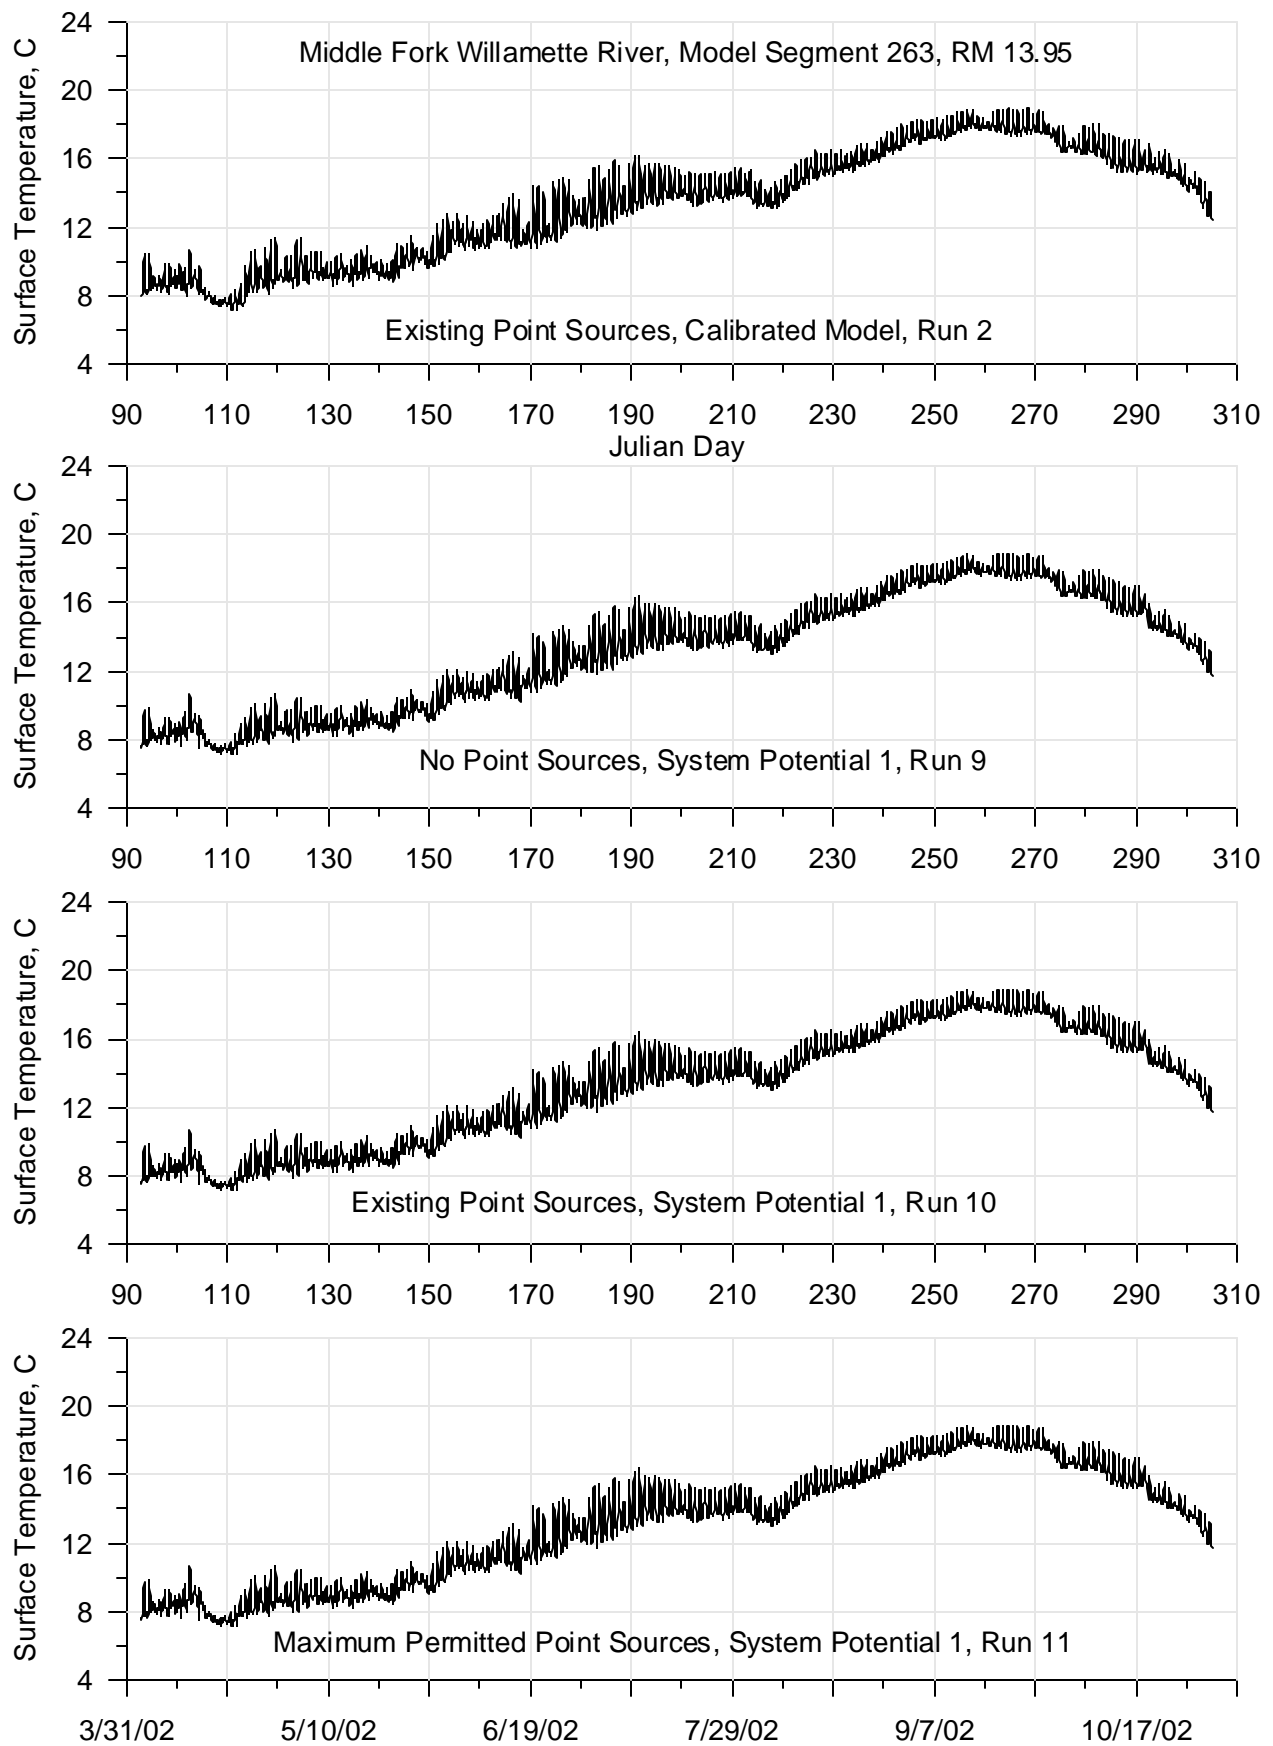 24
Middle Fork Willamette River, Model Segment 263, RM 13.95
20
16
12
8
Existing Point Sources, Calibrated Model, Run 2
4
Surface Temperature, C
90 110 130 150 170 190 210 230 250 270 290 310
Julian Day
24
20
16
12
8
No Point Sources, System Potential 1, Run 9
4
Surface Temperature, C
90 110 130 150 170 190 210 230 250 270 290 310
24
20
16
12
8
Existing Point Sources, System Potential 1, Run 10
4
Surface Temperature, C
90 110 130 150 170 190 210 230 250 270 290 310
24
20
16
12
8
Maximum Permitted Point Sources, System Potential 1, Run 11
4
Surface Temperature, C
3/31/02 5/10/02 6/19/02 7/29/02 9/7/02 10/17/02